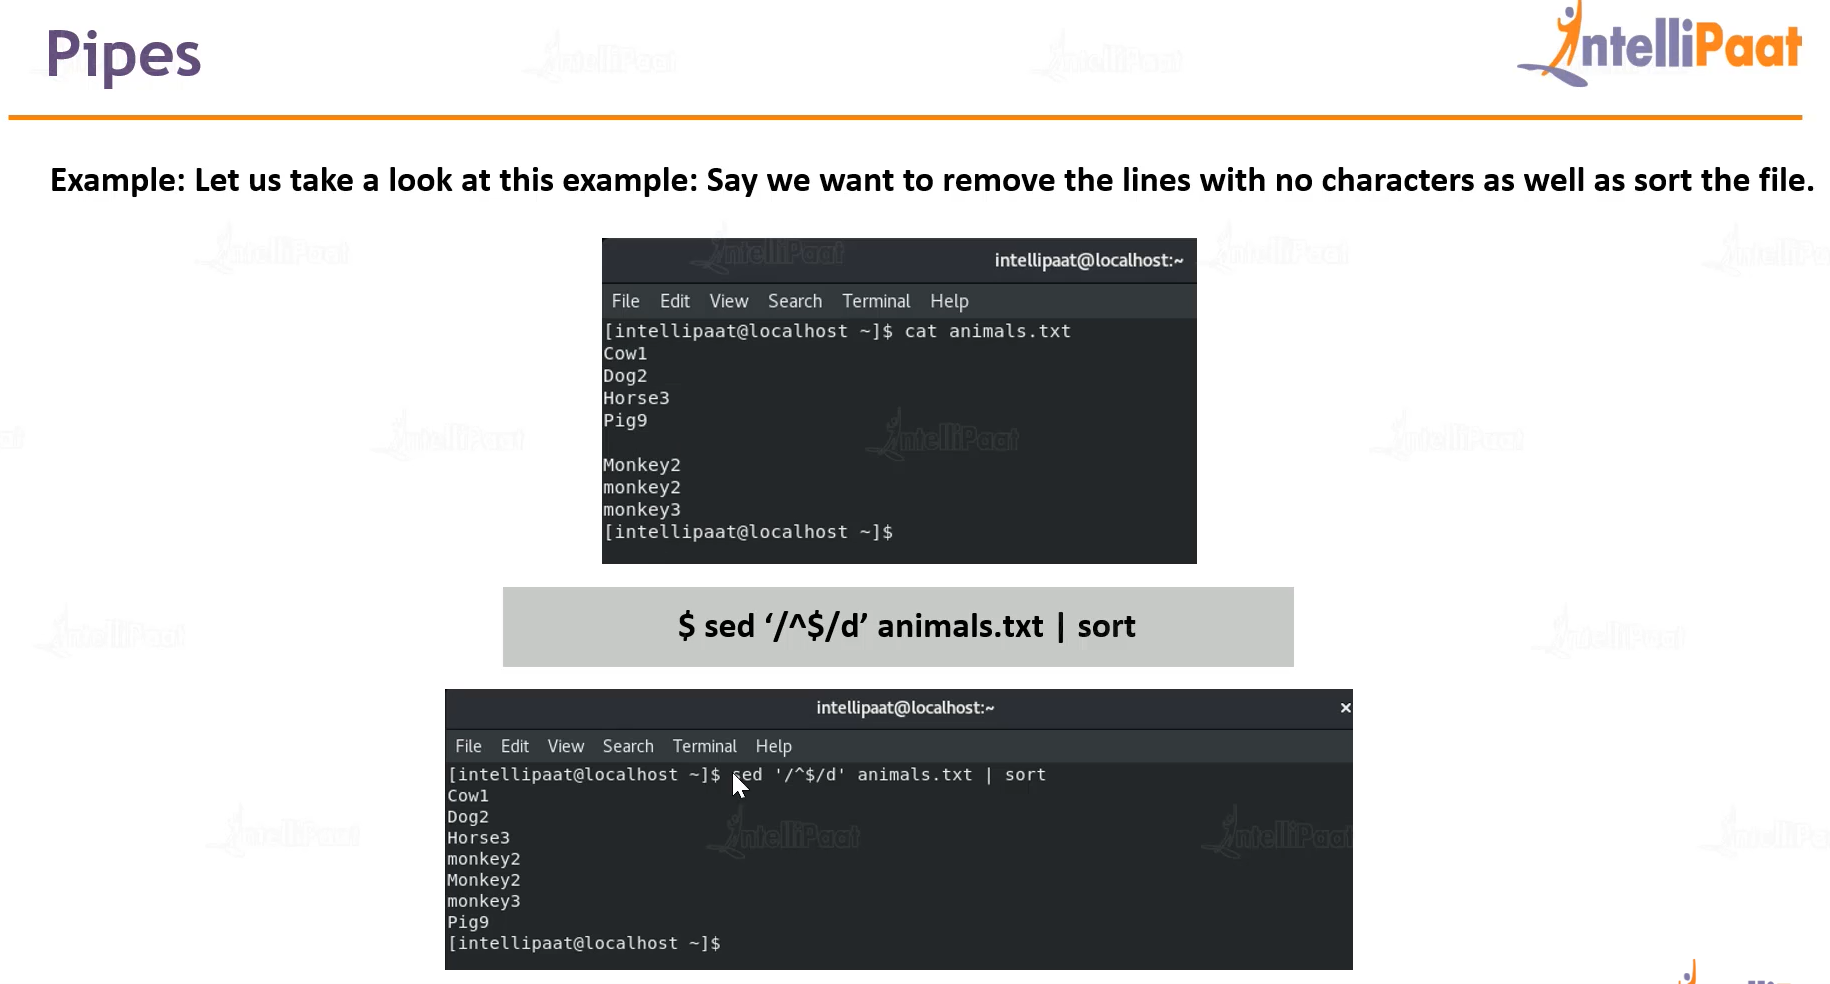 Pipes
IntelliPaat
Example: Let us take a look at this example: Say we want to remove the lines with no characters as well as sort the file.
intellipaat@localhost:~
File Edit View Search Terminal Help
[intellipaat@localhost ~]$ cat animals.txt
Cow1
Dog2
Horse3
Pig9
Monkey2
monkey2
monkey3
[intellipaat@localhost ~]$
$ sed ‘/^$/d’ animals.txt | sort
intellipaat@localhost:~ ×
File Edit View Search Terminal Help
[intellipaat@localhost ~]$ sed '/^$/d' animals.txt | sort
Cow1
Dog2
Horse3
monkey2
Monkey2
monkey3
Pig9
[intellipaat@localhost ~]$